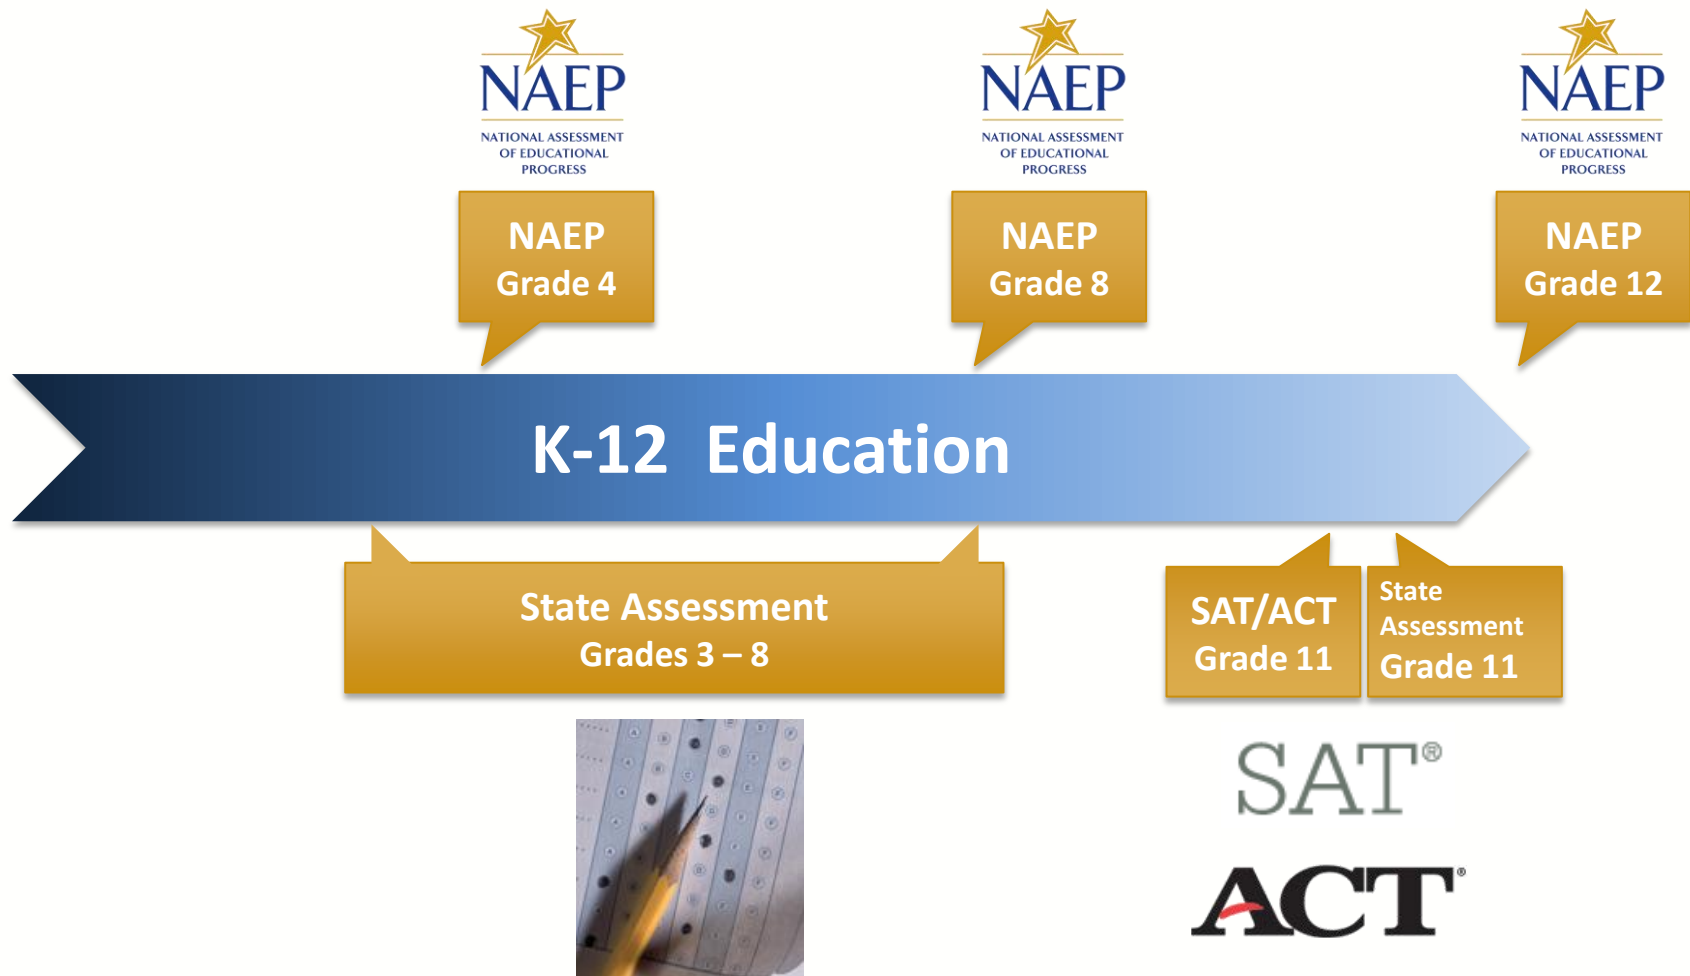 NAEP
NATIONAL ASSESSMENT
OF EDUCATIONAL
PROGRESS
NAEP
NATIONAL ASSESSMENT
OF EDUCATIONAL
PROGRESS
NAEP
NATIONAL ASSESSMENT
OF EDUCATIONAL
PROGRESS
NAEP
Grade 4
NAEP
Grade 8
NAEP
Grade 12
K-12 Education
State Assessment
Grades 3 – 8
SAT/ACT
Grade 11
State
Assessment
Grade 11
SAT®
ACT®